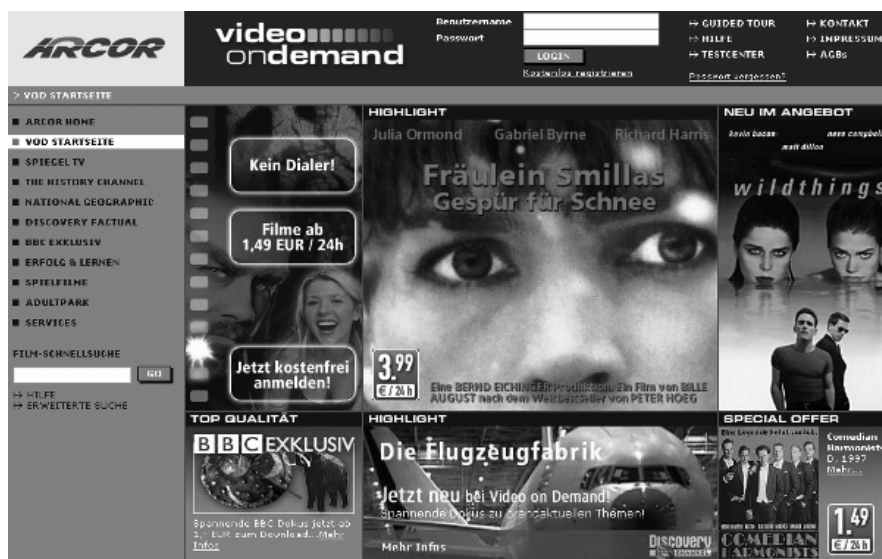 ARCOR
video
ondemand
Benutzername
Passwort
LOGIN
Kostenlos registrieren
↦ GUIDED TOUR
↦ HILFE
↦ TESTCENTER
Passwort vergessen?
↦ KONTAKT
↦ IMPRESSUM
↦ AGBs
> VOD STARTSEITE
ARCOR HOME
VOD STARTSEITE
SPIEGEL TV
THE HISTORY CHANNEL
NATIONAL GEOGRAPHIC
DISCOVERY FACTUAL
BBC EXKLUSIV
ERFOLG & LERNEN
SPIELFILME
ADULTPARK
SERVICES
FILM-SCHNELLSUCHE
GO
↦ HILFE
↦ ERWEITERTE SUCHE
Kein Dialer!
Filme ab
1,49 EUR / 24h
Jetzt kostenfrei
anmelden!
HIGHLIGHT
Julia Ormond Gabriel Byrne Richard Harris
Fräulein Smillas
Gespür für Schnee
3.99
€ / 24 h
Eine BERND EICHINGER Produktion. Ein Film von BILLE
AUGUST nach dem Weltbestseller von PETER HOEG
NEU IM ANGEBOT
kevin bacon neve campbell
matt dillon
wildthings
TOP QUALITÄT
BBC EXKLUSIV
Spannende BBC Dokus jetzt ab
1,- EUR zum Download...Mehr
Infos
HIGHLIGHT
Die Flugzeugfabrik
Jetzt neu bei Video on Demand!
Spannende Dokus zu brandaktuellen Themen!
Mehr Infos
Discovery
CHANNEL
SPECIAL OFFER
Eine Legende kehrt zurück.
COMEDIAN
HARMONISTS
Comedian
Harmonists
D, 1997
Mehr...
1.49
€ / 24 h